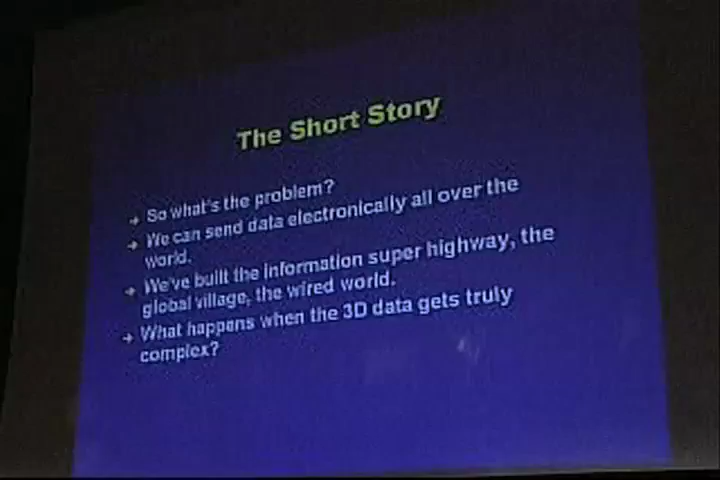 The Short Story
So what's the problem?
We can send data electronically all over the
world.
We've built the information super highway, the
global village, the wired world.
What happens when the 3D data gets truly
complex?